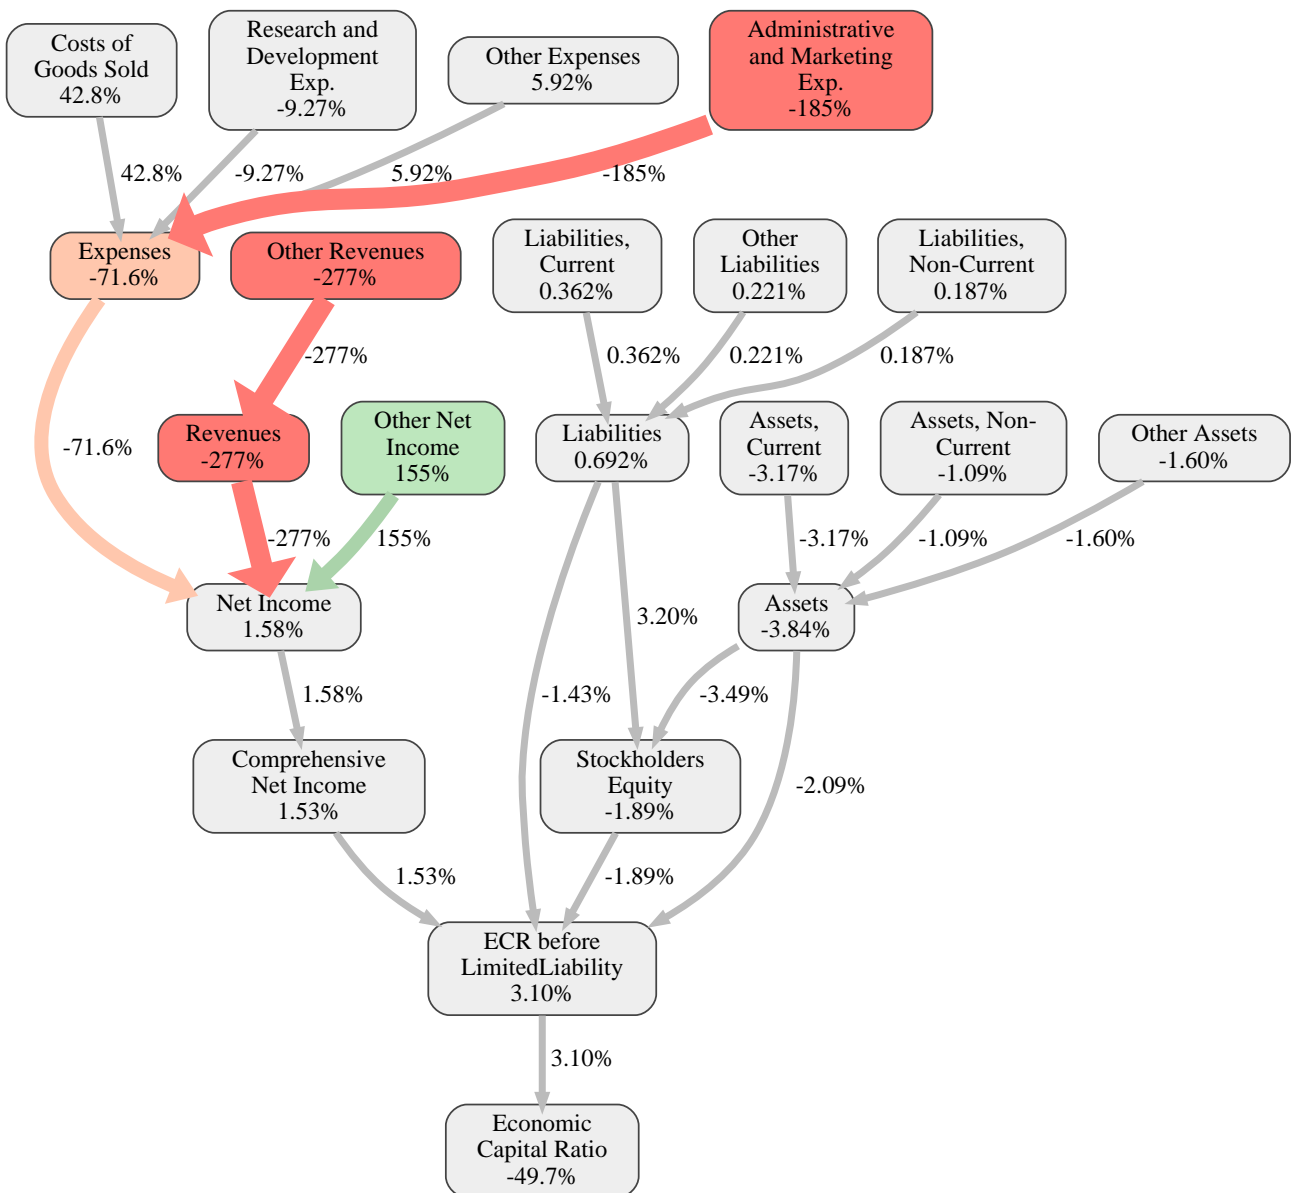 Costs of
Goods Sold
42.8%
Research and
Development
Exp.
-9.27%
Other Expenses
5.92%
Administrative
and Marketing
Exp.
-185%
42.8%
-9.27%
5.92%
-185%
Expenses
-71.6%
Other Revenues
-277%
Liabilities,
Current
0.362%
Other
Liabilities
0.221%
Liabilities,
Non-Current
0.187%
-277%
0.362%
0.221%
0.187%
-71.6%
Revenues
-277%
Other Net
Income
155%
Liabilities
0.692%
Assets,
Current
-3.17%
Assets, Non-
Current
-1.09%
Other Assets
-1.60%
-277%
155%
-3.17%
-1.09%
-1.60%
Net Income
1.58%
3.20%
Assets
-3.84%
1.58%
-1.43%
-3.49%
Comprehensive
Net Income
1.53%
Stockholders
Equity
-1.89%
-2.09%
1.53%
-1.89%
ECR before
LimitedLiability
3.10%
3.10%
Economic
Capital Ratio
-49.7%